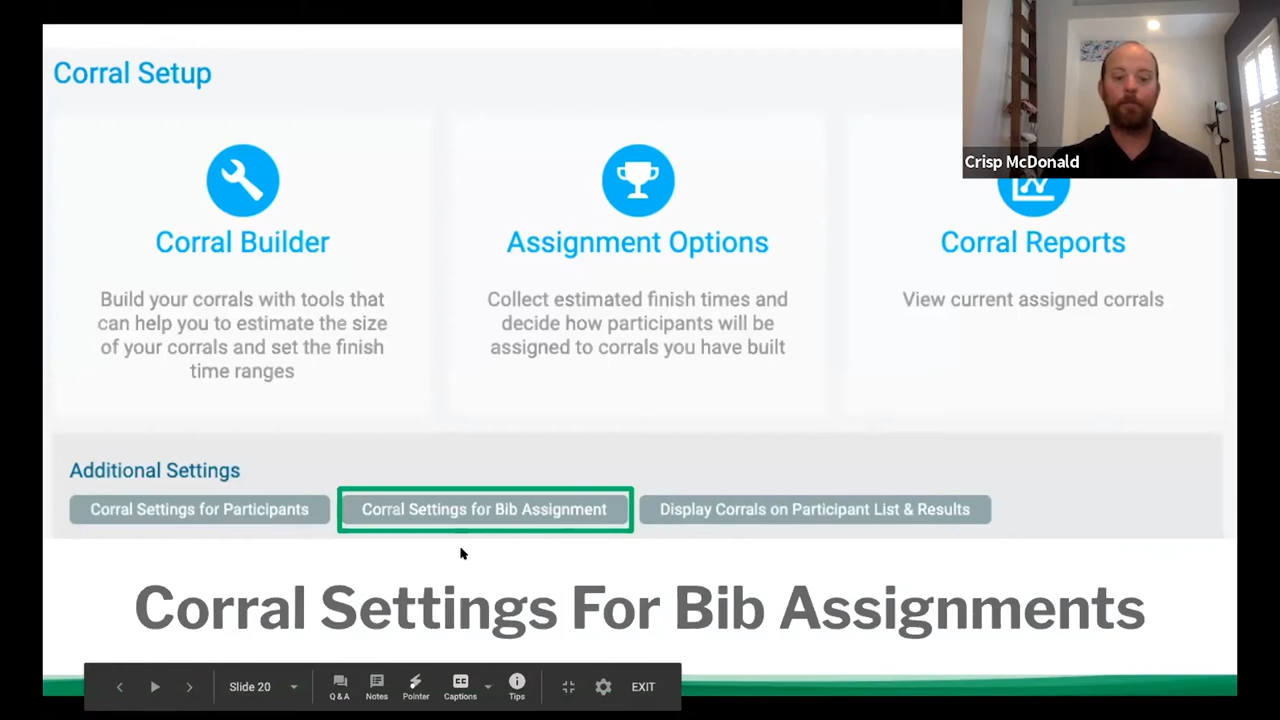 Corral Setup
Crisp McDonald
Corral Builder
Build your corrals with tools that
can help you to estimate the size
of your corrals and set the finish
time ranges
Assignment Options
Collect estimated finish times and
decide how participants will be
assigned to corrals you have built
Corral Reports
View current assigned corrals
Additional Settings
Corral Settings for Participants
Corral Settings for Bib Assignment
Display Corrals on Participant List & Results
Corral Settings For Bib Assignments
Slide 20
Q & A
Notes
Pointer
CC
Captions
Tips
EXIT